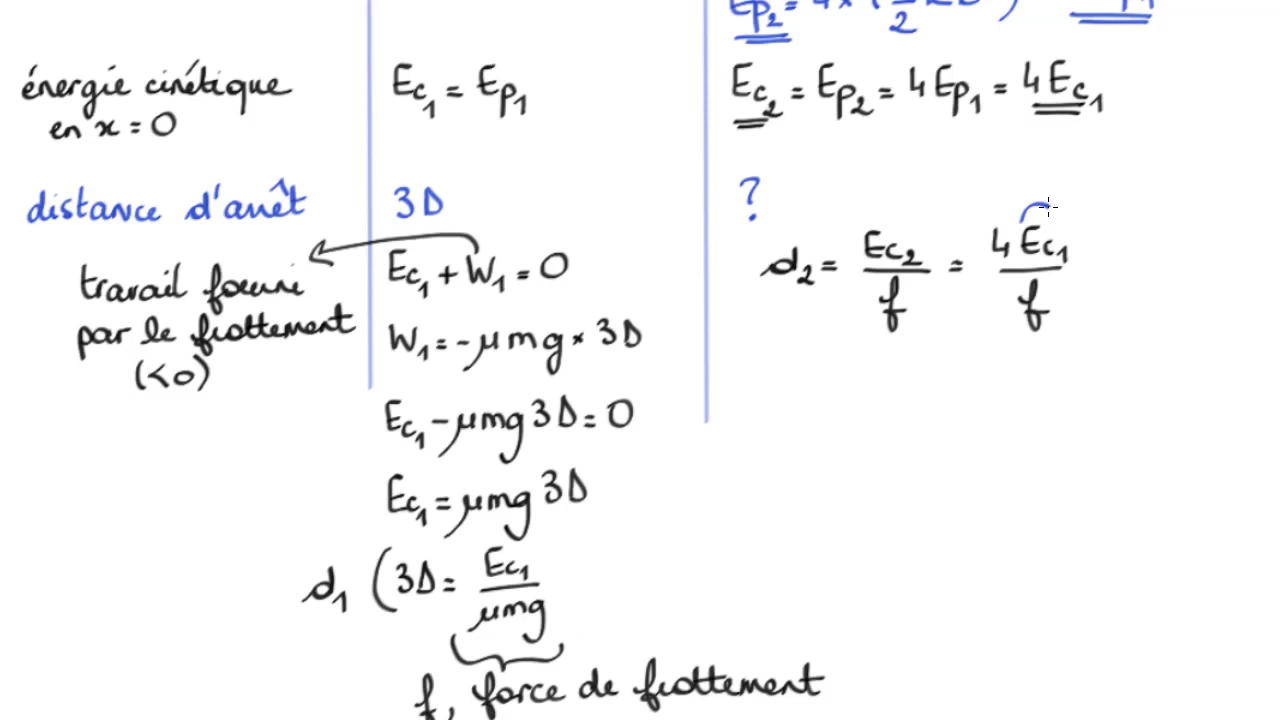 énergie cinétique
en x = 0
Ec₁ = Ep₁
Ec₂ = Ep₂ = 4 Ep₁ = 4 Ec₁
distance d'arrêt
3D
?
travail fourni
par le frottement
(<0)
Ec₁ + W₁ = 0
W₁ = -μmg × 3D
Ec₁ - μmg 3D = 0
Ec₁ = μmg 3D
d₁ (3D = Ec₁/μmg
f, force de frottement
d₂ = Ec₂/f = 4 Ec₁/f